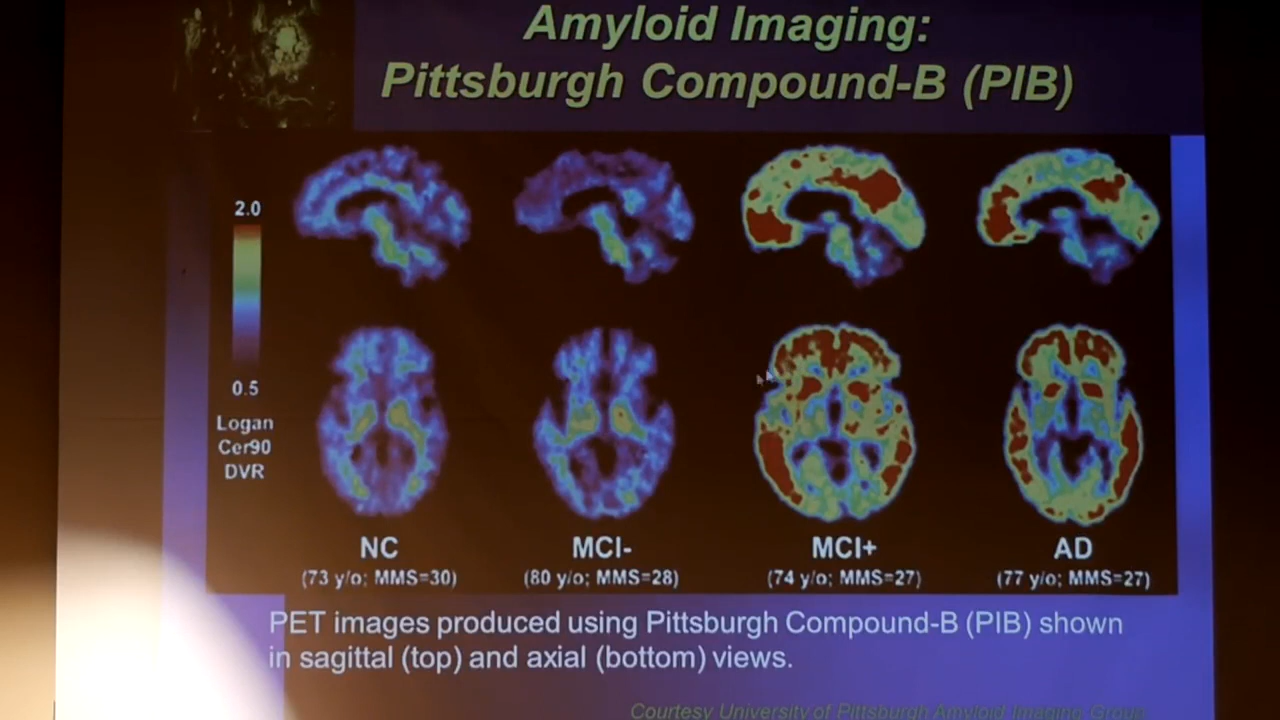 Amyloid Imaging:
Pittsburgh Compound-B (PIB)
2.0
0.5
Logan
Cer90
DVR
NC
(73 y/o; MMS=30)
MCI-
(80 y/o; MMS=28)
MCI+
(74 y/o; MMS=27)
AD
(77 y/o; MMS=27)
PET images produced using Pittsburgh Compound-B (PIB) shown
in sagittal (top) and axial (bottom) views.
Courtesy University of Pittsburgh Amyloid Imaging Group